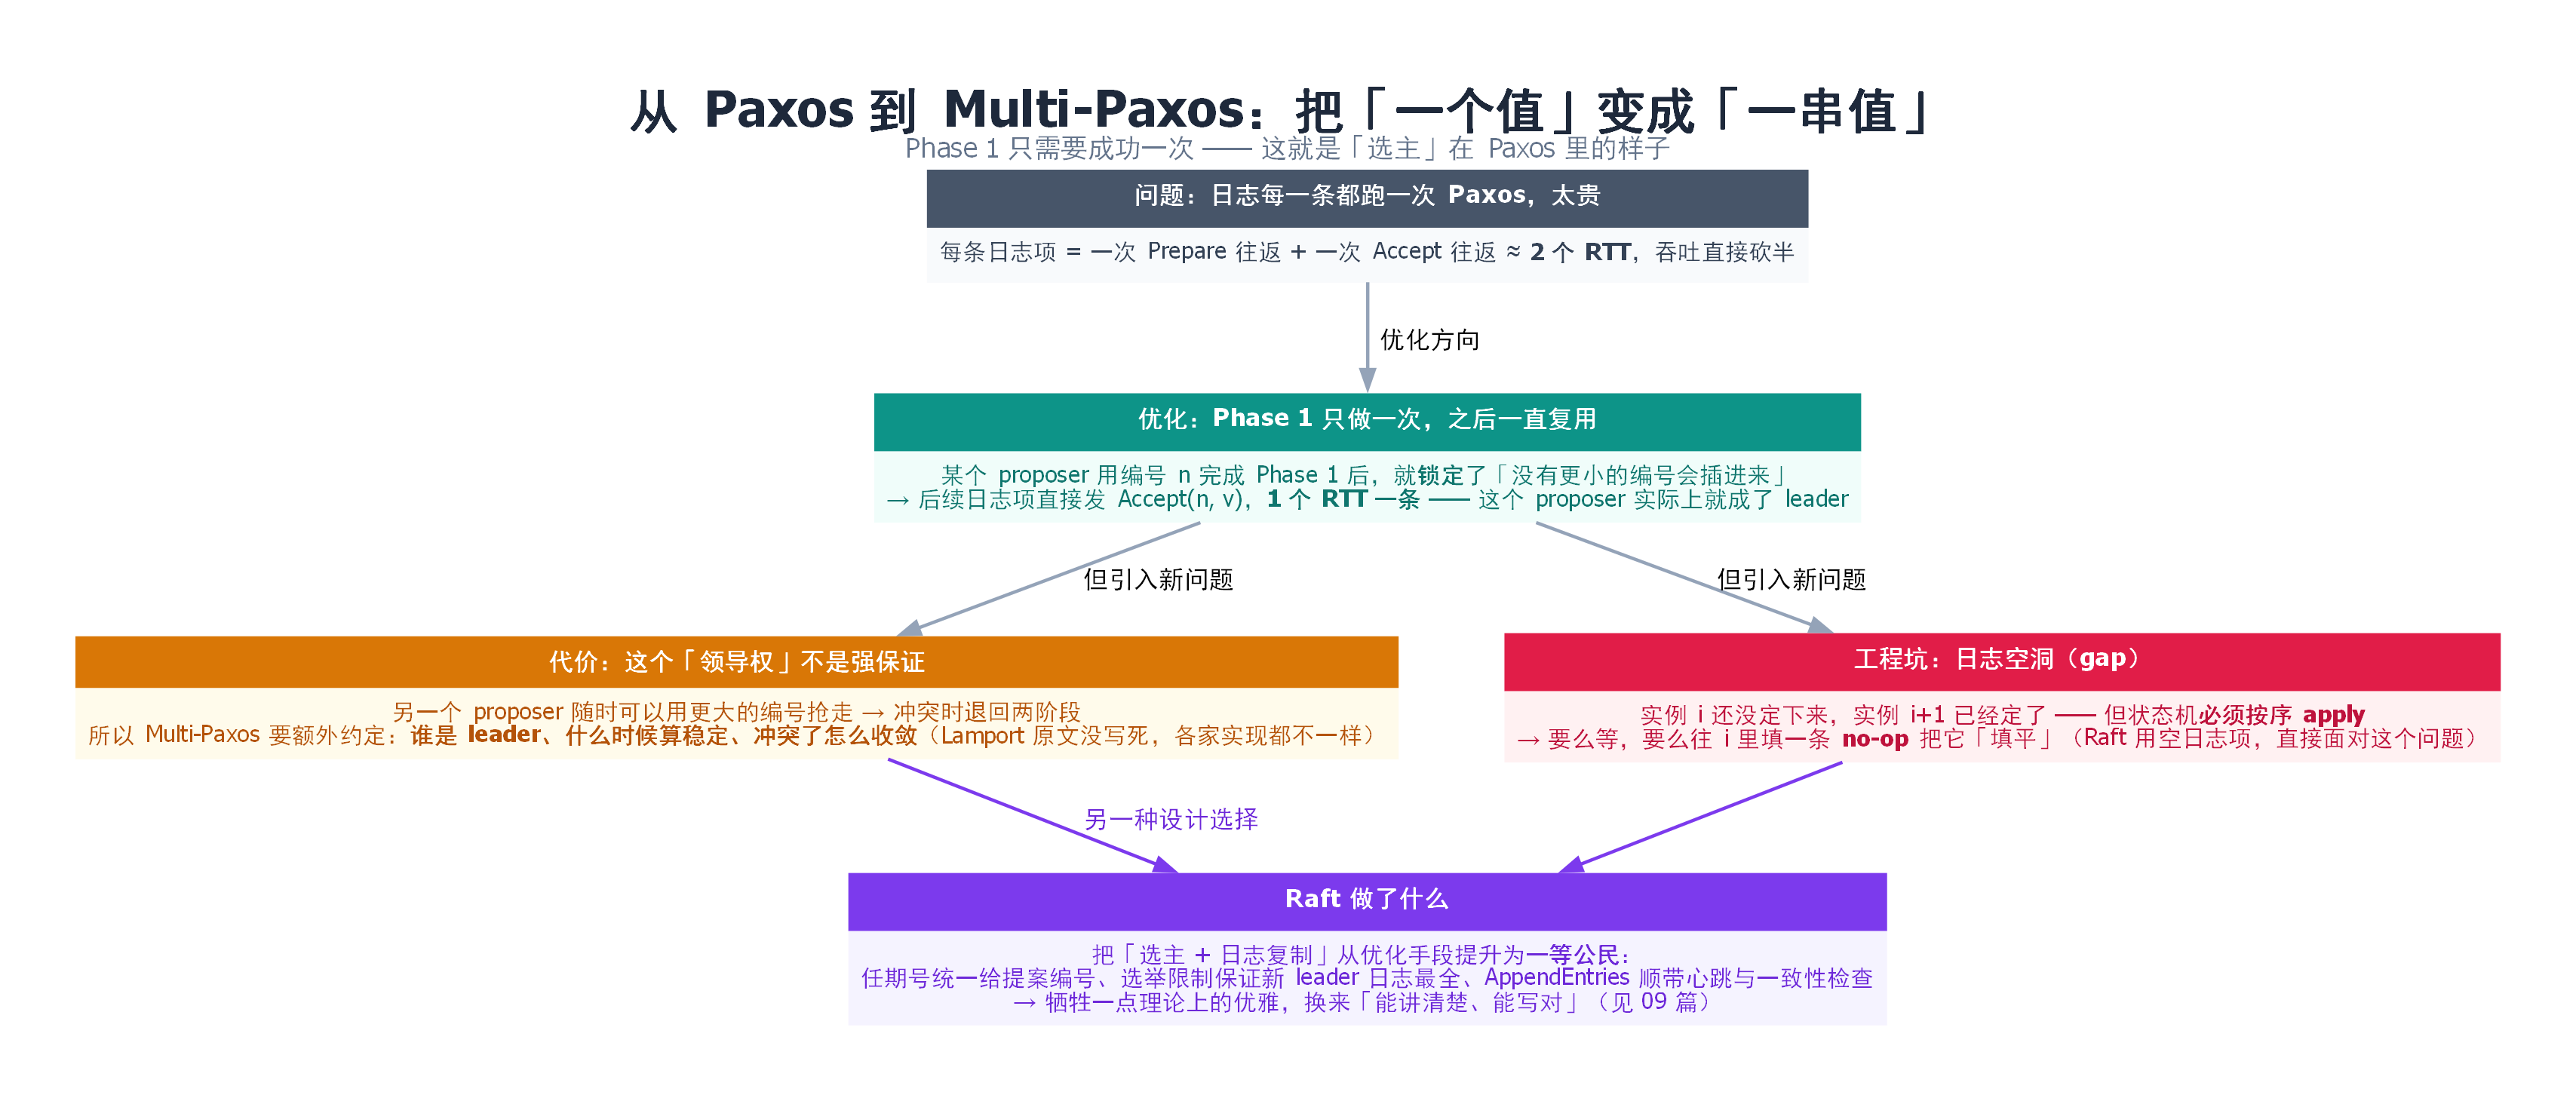 从 Paxos 到 Multi-Paxos：把「一个值」变成「一串值」
Phase 1 只需要成功一次 —— 这就是「选主」在 Paxos 里的样子
问题：日志每一条都跑一次 Paxos，太贵
每条日志项 = 一次 Prepare 往返 + 一次 Accept 往返 ≈ 2 个 RTT，吞吐直接砍半
优化方向
优化：Phase 1 只做一次，之后一直复用
某个 proposer 用编号 n 完成 Phase 1 后，就锁定了「没有更小的编号会插进来」
→ 后续日志项直接发 Accept(n, v)，1 个 RTT 一条 —— 这个 proposer 实际上就成了 leader
但引入新问题
但引入新问题
代价：这个「领导权」不是强保证
另一个 proposer 随时可以用更大的编号抢走 → 冲突时退回两阶段
所以 Multi-Paxos 要额外约定：谁是 leader、什么时候算稳定、冲突了怎么收敛（Lamport 原文没写死，各家实现都不一样）
工程坑：日志空洞（gap）
实例 i 还没定下来，实例 i+1 已经定了 —— 但状态机必须按序 apply
→ 要么等，要么往 i 里填一条 no-op 把它「填平」（Raft 用空日志项，直接面对这个问题）
另一种设计选择
Raft 做了什么
把「选主 + 日志复制」从优化手段提升为一等公民：
任期号统一给提案编号、选举限制保证新 leader 日志最全、AppendEntries 顺带心跳与一致性检查
→ 牺牲一点理论上的优雅，换来「能讲清楚、能写对」（见 09 篇）